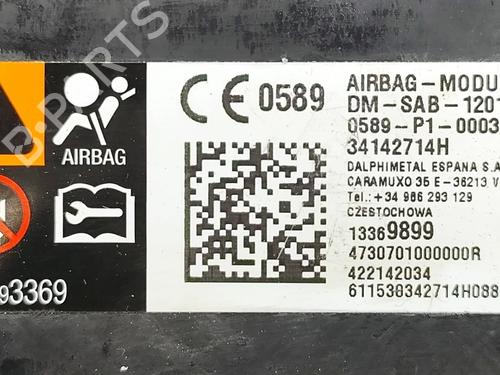 B-PARTS
AIRBAG
93369
CE 0589
AIRBAG-MODU
DM-SAB-1201
0589-P1-0003
34142714H
DALPHIMETAL ESPANA S.A
CARAMUXO 35 E-36213 V
Tel.: +34 986 293 129
CZESTOCHOWA
13369899
4730701000000R
422142034
611530342714H088